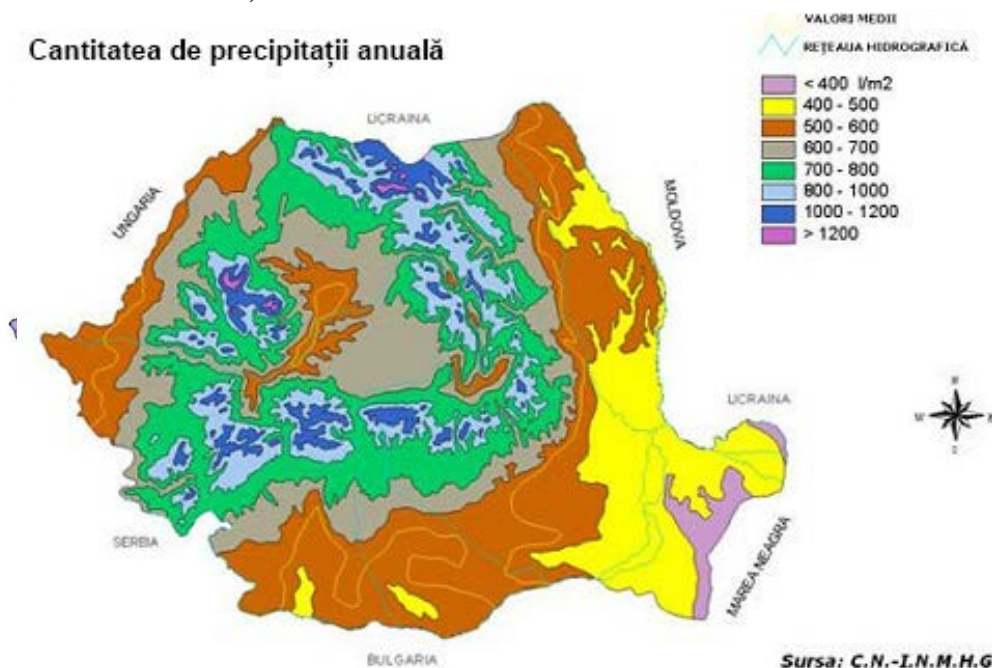 Cantitatea de precipitații anuală
VALORI MEDII
REȚEAUA HIDROGRAFICĂ
< 400 l/m2
400 - 500
500 - 600
600 - 700
700 - 800
800 - 1000
1000 - 1200
> 1200
UCRAINA
UNGARIA
MOLDOVA
UCRAINA
SERBIA
MAREA NEAGRA
BULGARIA
Sursa: C.N.-I.N.M.H.G